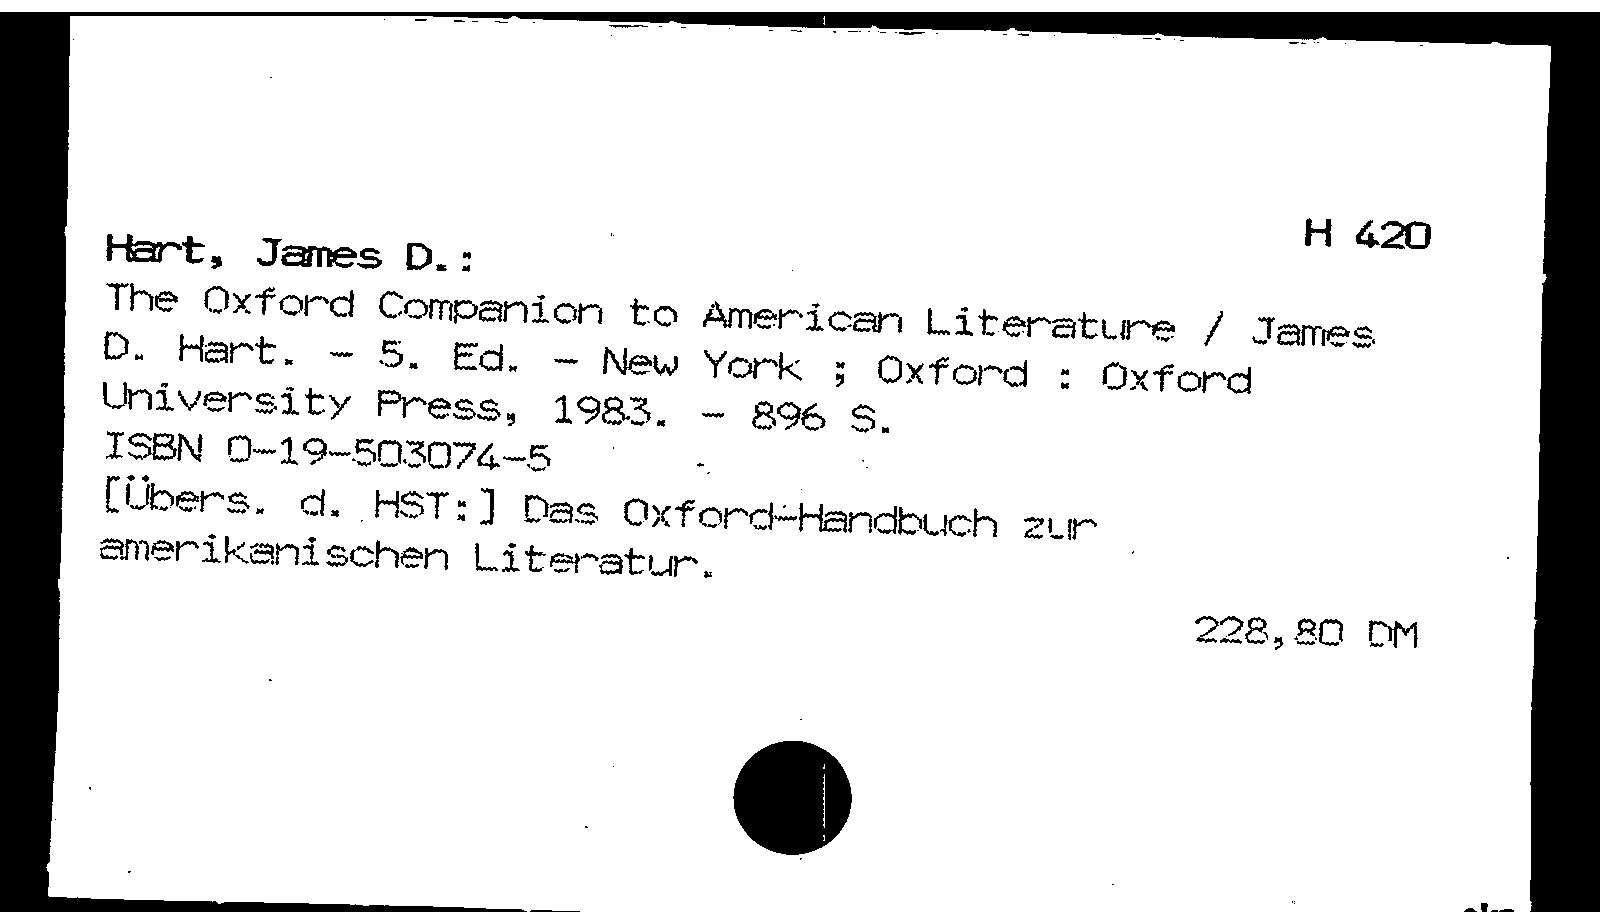 H 420
Hart, James D.:
The Oxford Companion to American Literature / James
D. Hart. - 5. Ed. - New York ; Oxford : Oxford
University Press, 1983. - 896 S.
ISBN 0-19-503074-5
[Übers. d. HST:] Das Oxford-Handbuch zur
amerikanischen Literatur.
228,80 DM